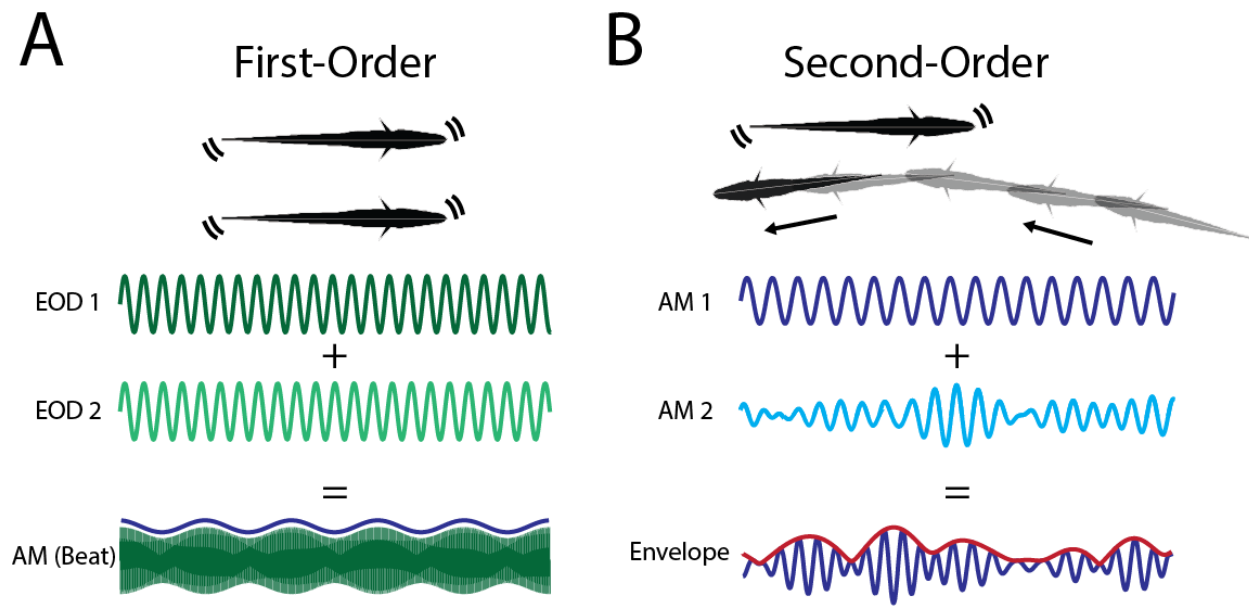 A
First-Order
EOD 1
+
EOD 2
=
AM (Beat)
B
Second-Order
AM 1
+
AM 2
=
Envelope